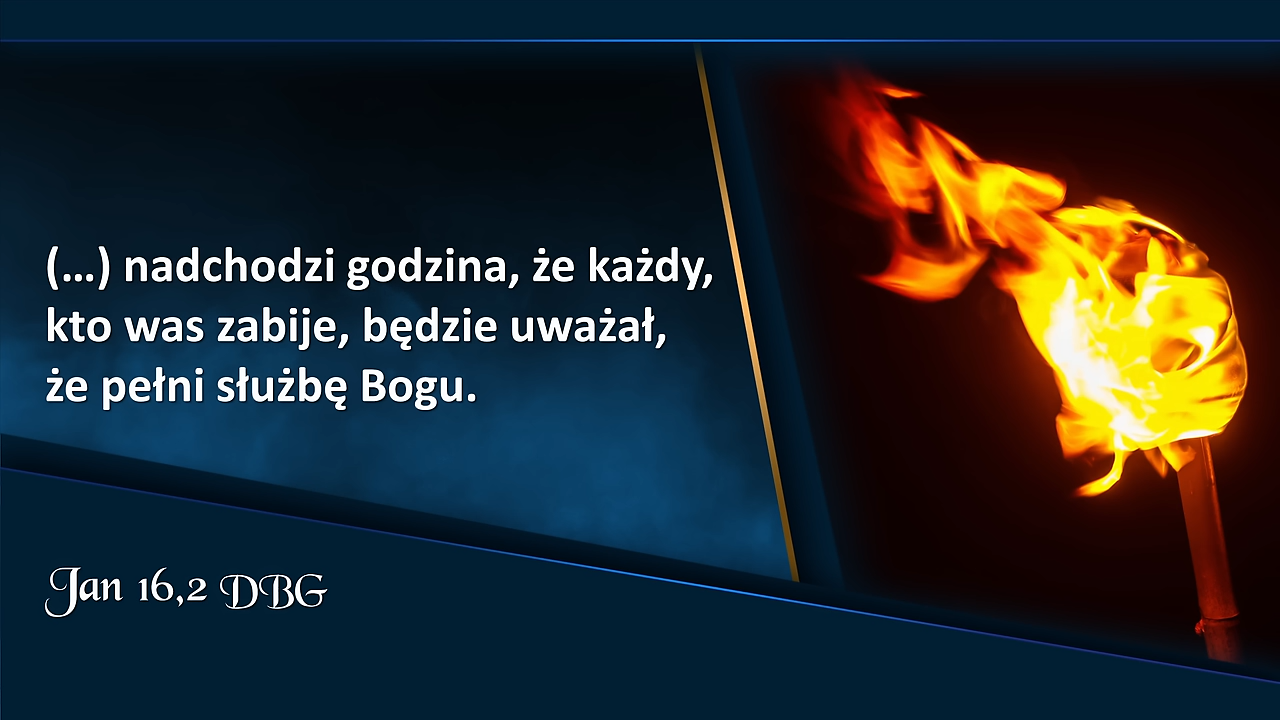 (…) nadchodzi godzina, że każdy,
kto was zabije, będzie uważał,
że pełni służbę Bogu.
Jan 16,2 DBG